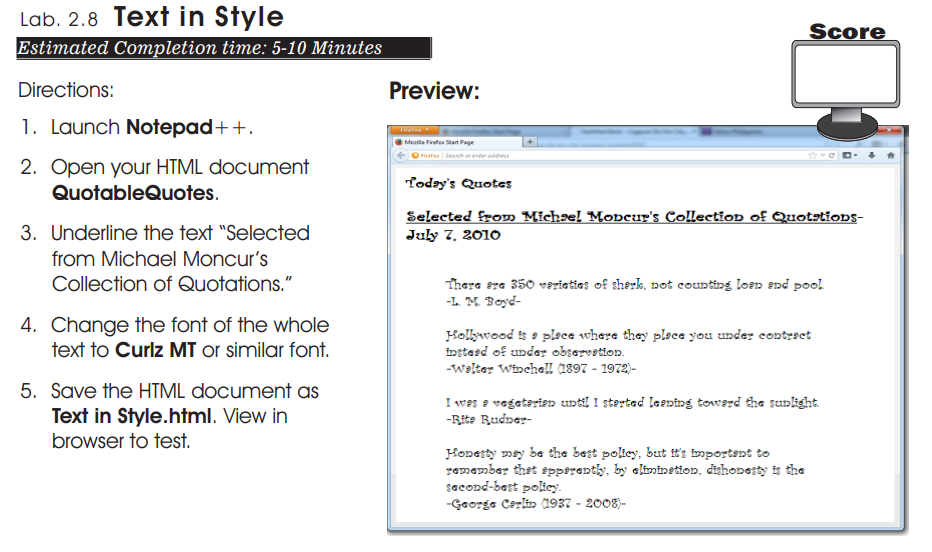 Lab. 2.8 Text in Style
Estimated Completion time: 5-10 Minutes
Score
Directions:
1. Launch Notepad++.
2. Open your HTML document
QuotableQuotes.
3. Underline the text “Selected
from Michael Moncur’s
Collection of Quotations.”
4. Change the font of the whole
text to Curlz MT or similar font.
5. Save the HTML document as
Text in Style.html. View in
browser to test.
Preview:
Firefox
Mozilla Firefox Start Page
Firefox Search or enter address
Today's Quotes
Selected from Michael Moncur's Collection of Quotations-
July 7, 2010
There are 350 varieties of shark, not counting loan and pool.
-L. M. Boyd-
Hollywood is a place where they place you under contract
instead of under observation.
-Walter Winchell (1897 - 1972)-
I was a vegetarian until I started leaning toward the sunlight.
-Rita Rudner-
Honesty may be the best policy, but it's important to
remember that apparently, by elimination, dishonesty is the
second-best policy.
-George Carlin (1937 - 2008)-